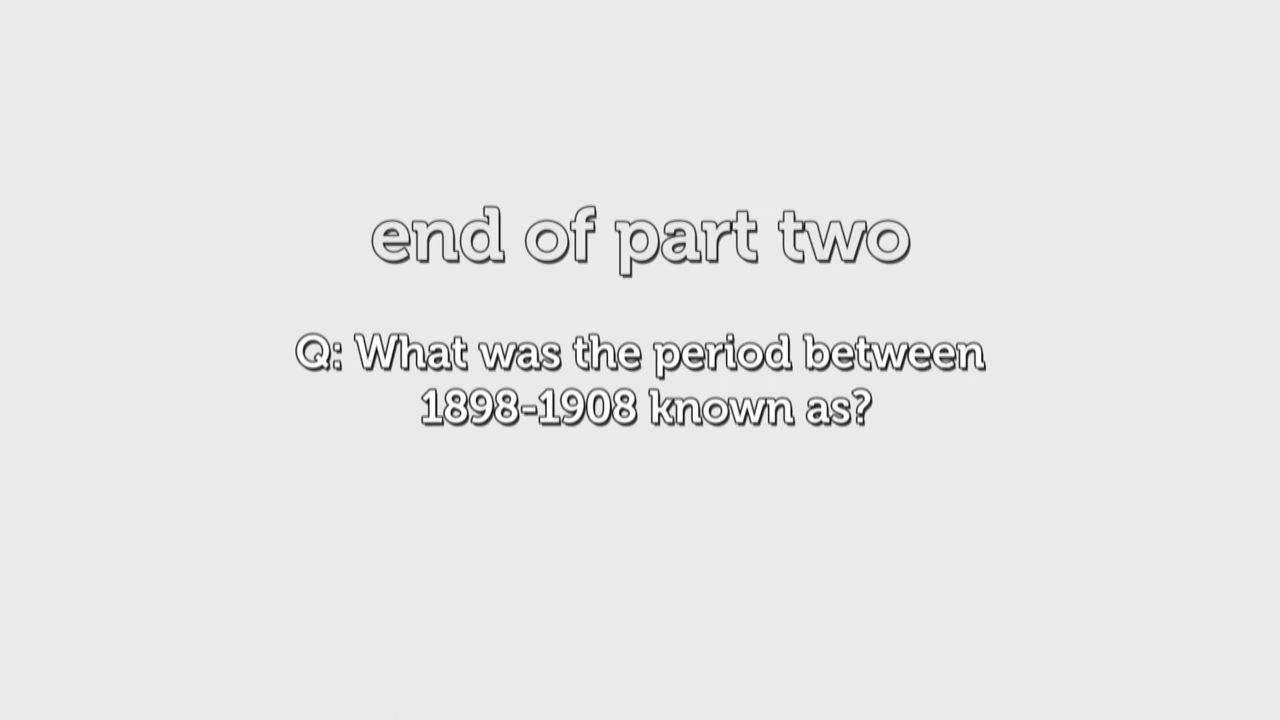 end of part two
Q: What was the period between
1898-1908 known as?